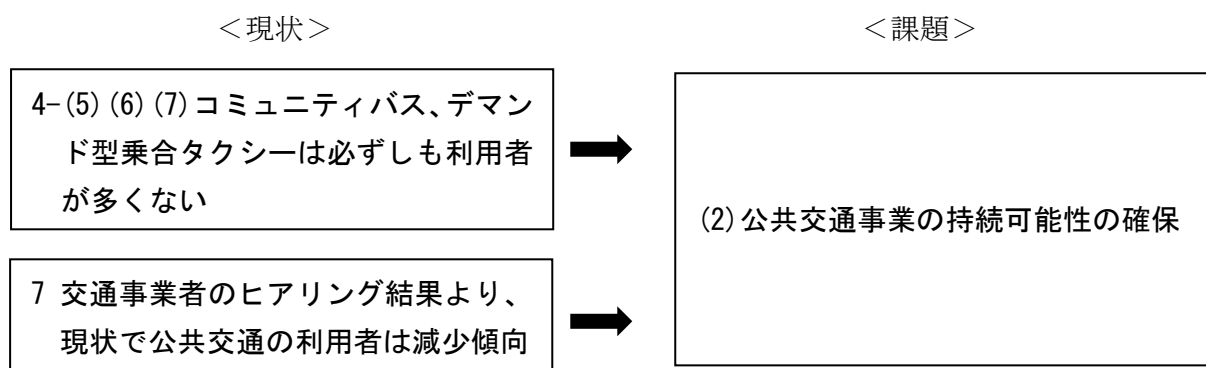 ＜現状＞
＜課題＞
4-(5)(6)(7)コミュニティバス、デマン
ド型乗合タクシーは必ずしも利用者
が多くない
7 交通事業者のヒアリング結果より、
現状で公共交通の利用者は減少傾向
(2)公共交通事業の持続可能性の確保